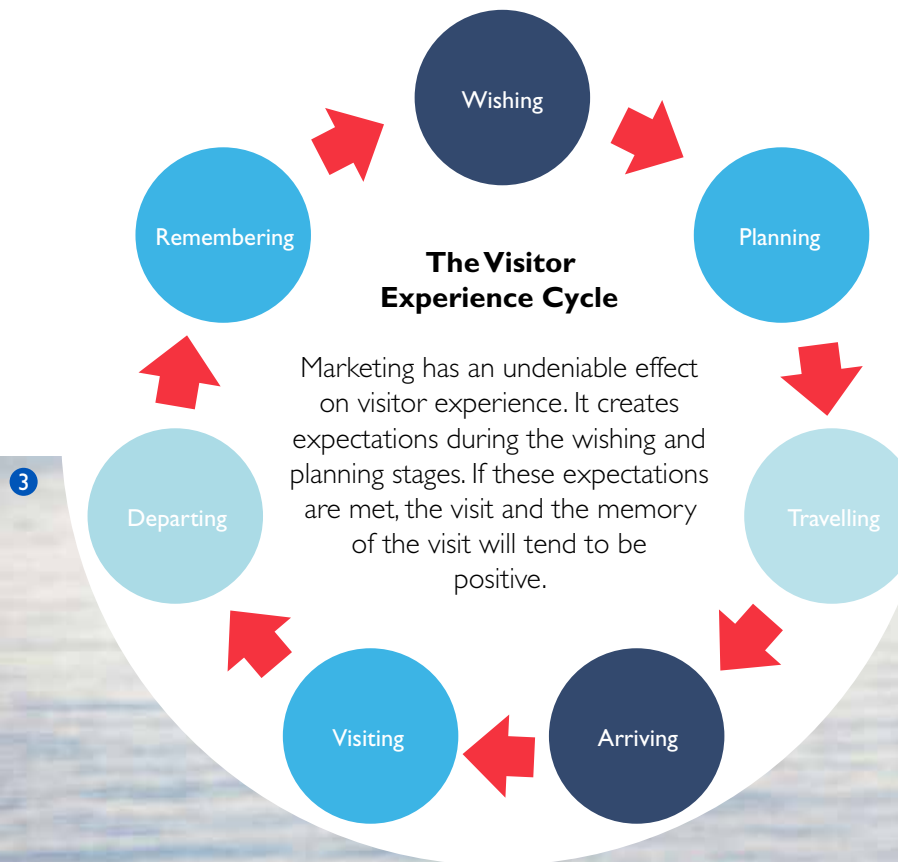 Wishing
Remembering
Planning
The Visitor
Experience Cycle
Marketing has an undeniable effect
on visitor experience. It creates
expectations during the wishing and
planning stages. If these expectations
are met, the visit and the memory
of the visit will tend to be
positive.
3
Departing
Travelling
Visiting
Arriving